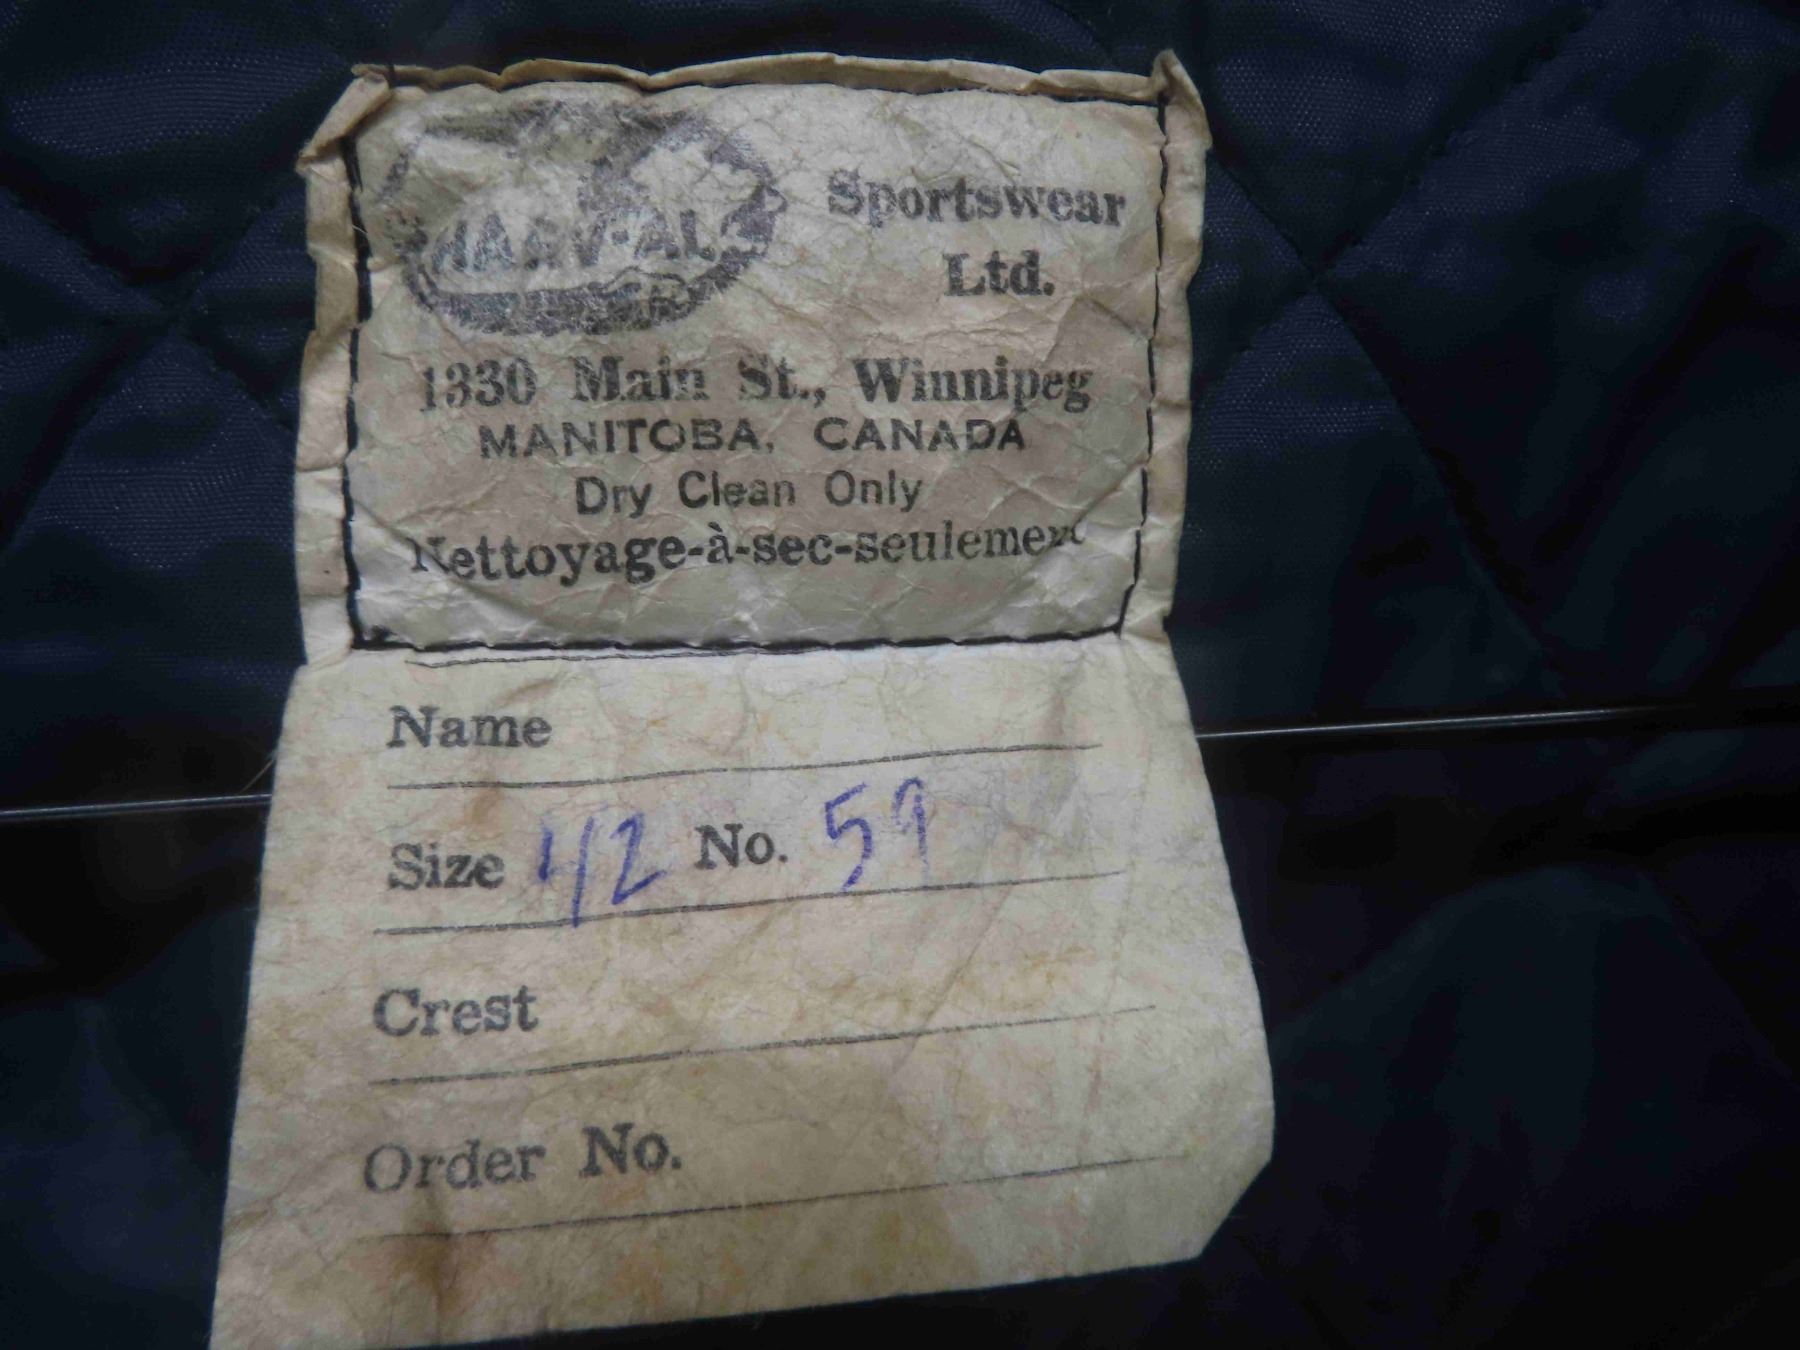 HARV-AL
Sportswear
Ltd.
1330 Main St., Winnipeg
MANITOBA, CANADA
Dry Clean Only
Nettoyage-à-sec-seulement
Name
Size 42 No. 59
Crest
Order No.